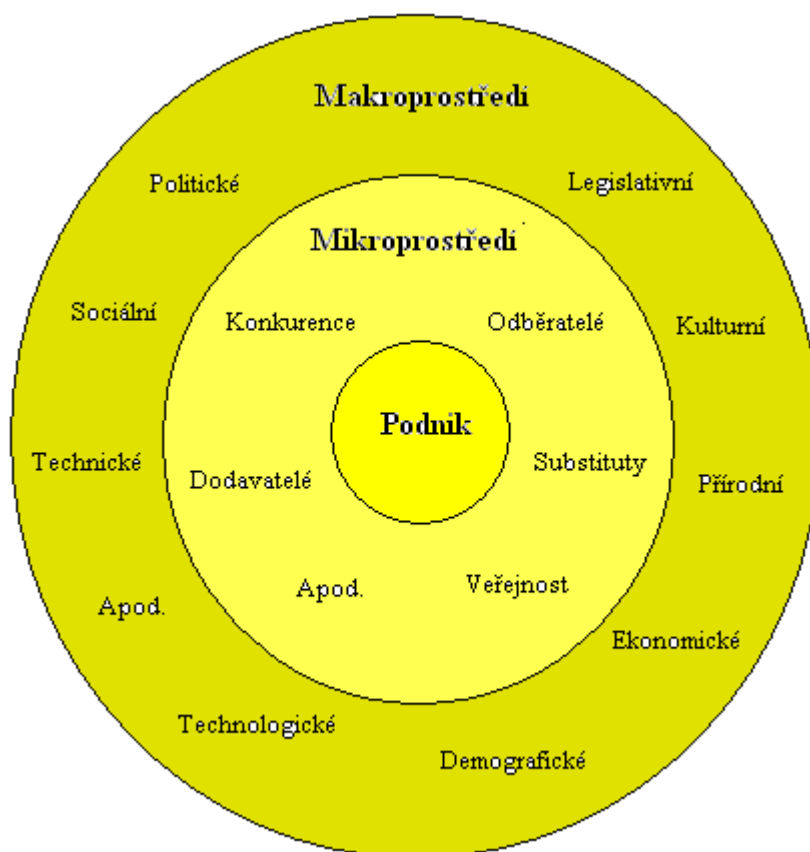 Makroprostředí
Politické
Legislativní
Mikroprostředí
Sociální
Konkurence
Odběratelé
Kulturní
Podnik
Technické
Dodavatelé
Substituty
Přírodní
Apod.
Apod.
Veřejnost
Ekonomické
Technologické
Demografické